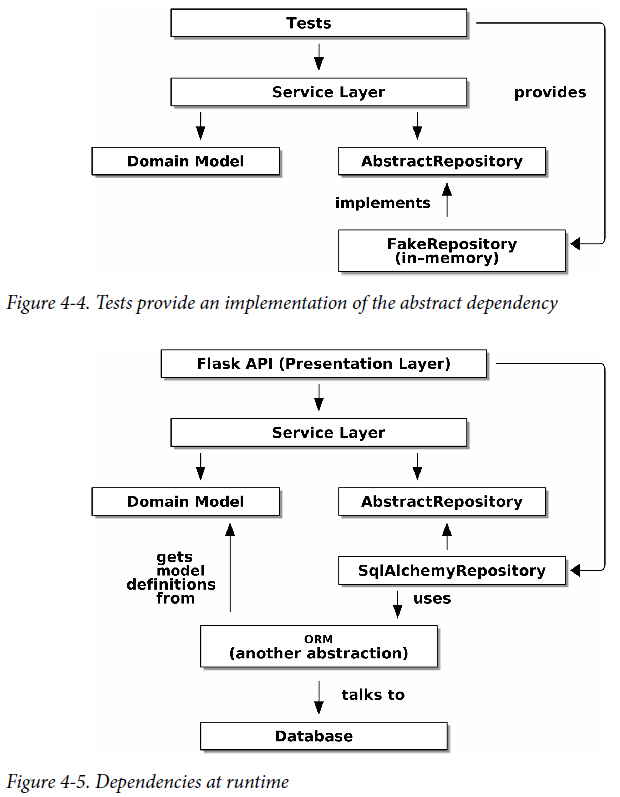 Tests
provides
Service Layer
Domain Model
AbstractRepository
implements
FakeRepository
(in-memory)
Figure 4-4. Tests provide an implementation of the abstract dependency
Flask API (Presentation Layer)
Service Layer
Domain Model
AbstractRepository
gets
model
definitions
from
SqlAlchemyRepository
uses
ORM
(another abstraction)
talks to
Database
Figure 4-5. Dependencies at runtime